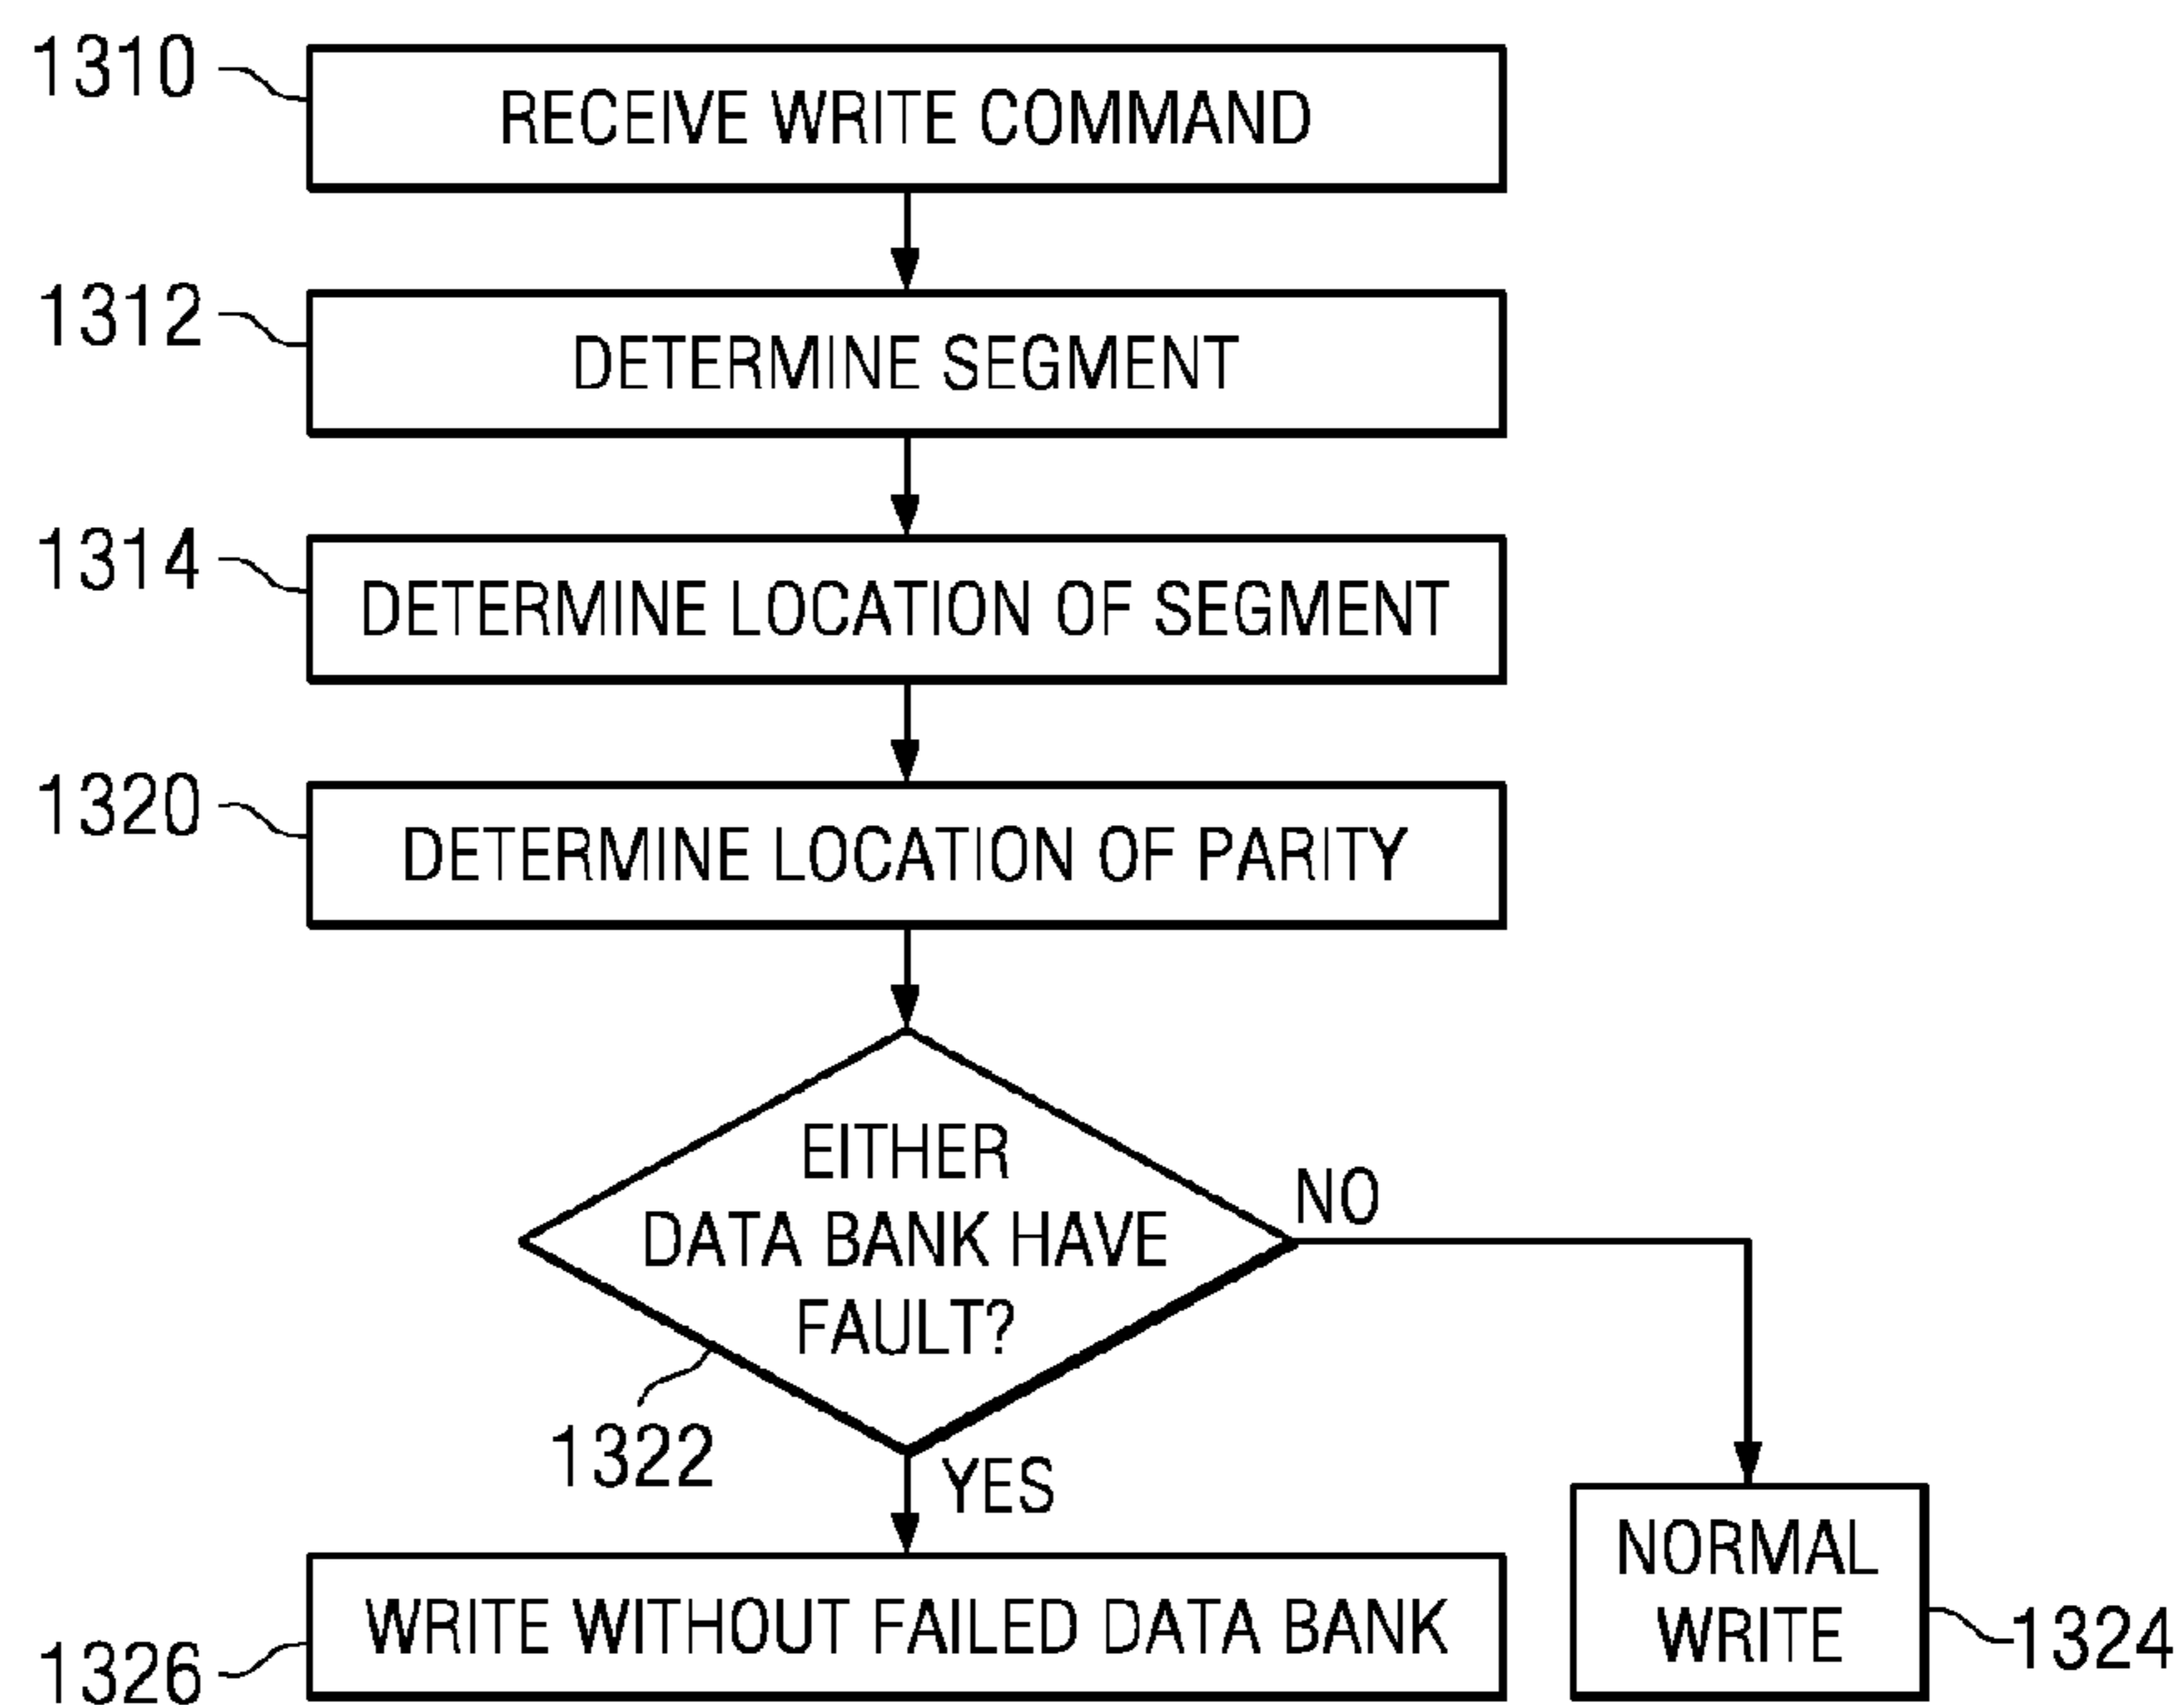 1310
RECEIVE WRITE COMMAND
1312
DETERMINE SEGMENT
1314
DETERMINE LOCATION OF SEGMENT
1320
DETERMINE LOCATION OF PARITY
EITHER
DATA BANK HAVE
FAULT?
NO
1322
YES
NORMAL
WRITE
1324
WRITE WITHOUT FAILED DATA BANK
1326